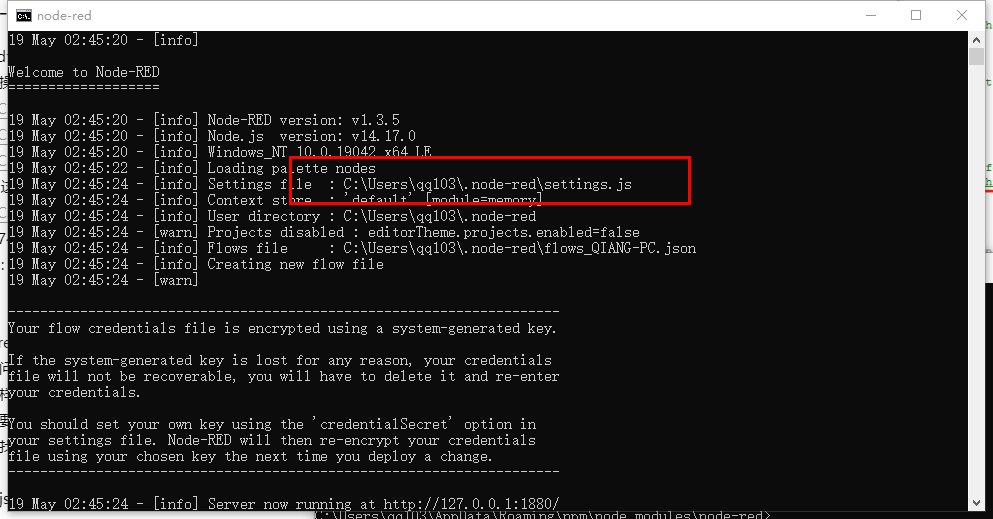 node-red
19 May 02:45:20 - [info]
Welcome to Node-RED
===================
19 May 02:45:20 - [info] Node-RED version: v1.3.5
19 May 02:45:20 - [info] Node.js  version: v14.17.0
19 May 02:45:20 - [info] Windows_NT 10.0.19042 x64 LE
19 May 02:45:22 - [info] Loading palette nodes
19 May 02:45:24 - [info] Settings file  : C:\Users\qq103\.node-red\settings.js
19 May 02:45:24 - [info] Context store  : 'default' [module=memory]
19 May 02:45:24 - [info] User directory : C:\Users\qq103\.node-red
19 May 02:45:24 - [warn] Projects disabled : editorTheme.projects.enabled=false
19 May 02:45:24 - [info] Flows file     : C:\Users\qq103\.node-red\flows_QIANG-PC.json
19 May 02:45:24 - [info] Creating new flow file
19 May 02:45:24 - [warn]
---------------------------------------------------------------------
Your flow credentials file is encrypted using a system-generated key.
If the system-generated key is lost for any reason, your credentials
file will not be recoverable, you will have to delete it and re-enter
your credentials.
You should set your own key using the 'credentialSecret' option in
your settings file. Node-RED will then re-encrypt your credentials
file using your chosen key the next time you deploy a change.
---------------------------------------------------------------------
19 May 02:45:24 - [info] Server now running at http://127.0.0.1:1880/
C:\Users\qq103\AppData\Roaming\npm\node_modules\node-red>